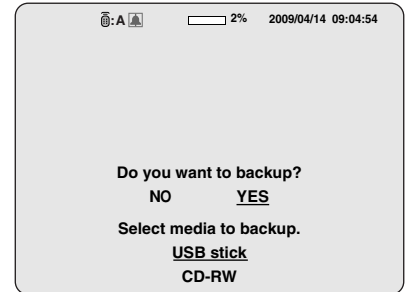 :A 2% 2009/04/14 09:04:54
Do you want to backup?
NO YES
Select media to backup.
USB stick
CD-RW